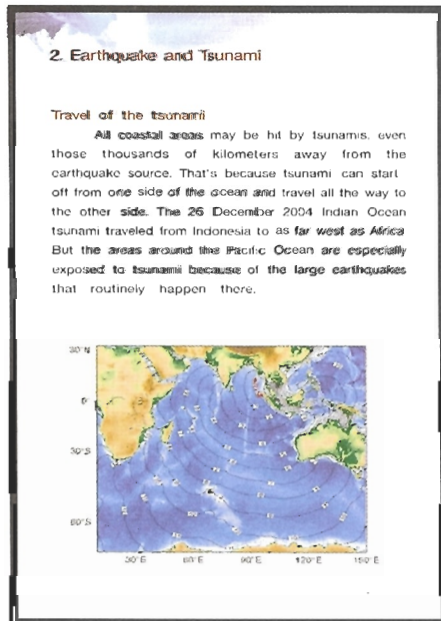 2. Earthquake and Tsunami
Travel of the tsunami
All coastal areas may be hit by tsunamis, even
those thousands of kilometers away from the
earthquake source. That's because tsunami can start
off from one side of the ocean and travel all the way to
the other side. The 26 December 2004 Indian Ocean
tsunami traveled from Indonesia to as far west as Africa
But the areas around the Pacific Ocean are especially
exposed to tsunami because of the large earthquakes
that routinely happen there.
30°N
0°
30°S
60°S
30°E 60°E 90°E 120°E 150°E